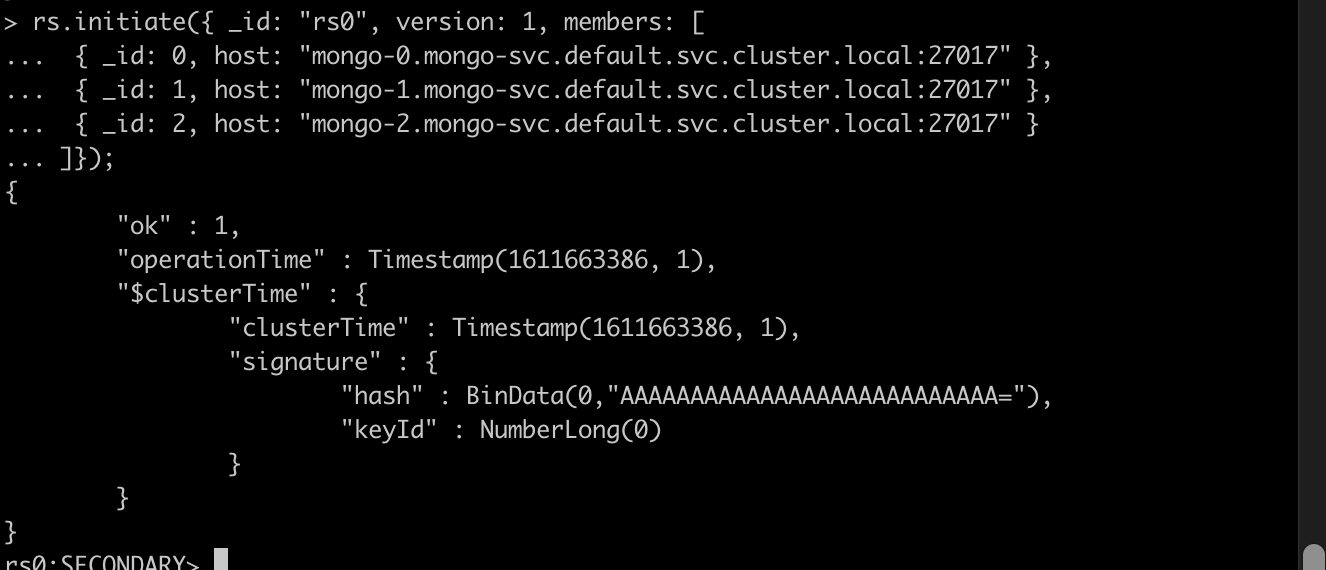 > rs.initiate({ _id: "rs0", version: 1, members: [
...  { _id: 0, host: "mongo-0.mongo-svc.default.svc.cluster.local:27017" },
...  { _id: 1, host: "mongo-1.mongo-svc.default.svc.cluster.local:27017" },
...  { _id: 2, host: "mongo-2.mongo-svc.default.svc.cluster.local:27017" }
... ]});
{
        "ok" : 1,
        "operationTime" : Timestamp(1611663386, 1),
        "$clusterTime" : {
                "clusterTime" : Timestamp(1611663386, 1),
                "signature" : {
                        "hash" : BinData(0,"AAAAAAAAAAAAAAAAAAAAAAAAAAA="),
                        "keyId" : NumberLong(0)
                }
        }
}
rs0:SECONDARY>